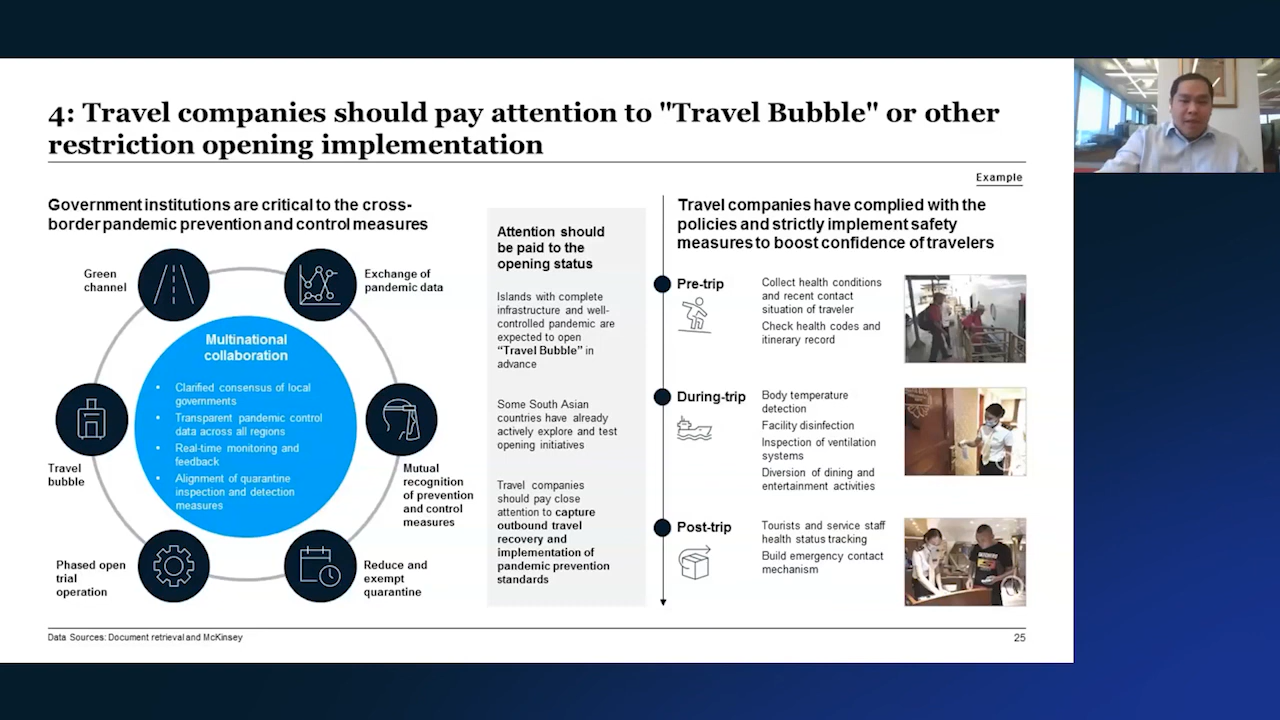 4: Travel companies should pay attention to "Travel Bubble" or other
restriction opening implementation
Example
Government institutions are critical to the cross-
border pandemic prevention and control measures
Green
channel
Exchange of
pandemic data
Multinational
collaboration
• Clarified consensus of local
governments
• Transparent pandemic control
data across all regions
• Real-time monitoring and
feedback
• Alignment of quarantine
inspection and detection
measures
Travel
bubble
Mutual
recognition
of prevention
and control
measures
Phased open
trial
operation
Reduce and
exempt
quarantine
Attention should
be paid to the
opening status
Islands with complete
infrastructure and well-
controlled pandemic are
expected to open
“Travel Bubble” in
advance
Some South Asian
countries have already
actively explore and test
opening initiatives
Travel companies
should pay close
attention to capture
outbound travel
recovery and
implementation of
pandemic prevention
standards
Travel companies have complied with the
policies and strictly implement safety
measures to boost confidence of travelers
Pre-trip
Collect health conditions
and recent contact
situation of traveler
Check health codes and
itinerary record
During-trip
Body temperature
detection
Facility disinfection
Inspection of ventilation
systems
Diversion of dining and
entertainment activities
Post-trip
Tourists and service staff
health status tracking
Build emergency contact
mechanism
Data Sources: Document retrieval and McKinsey
25